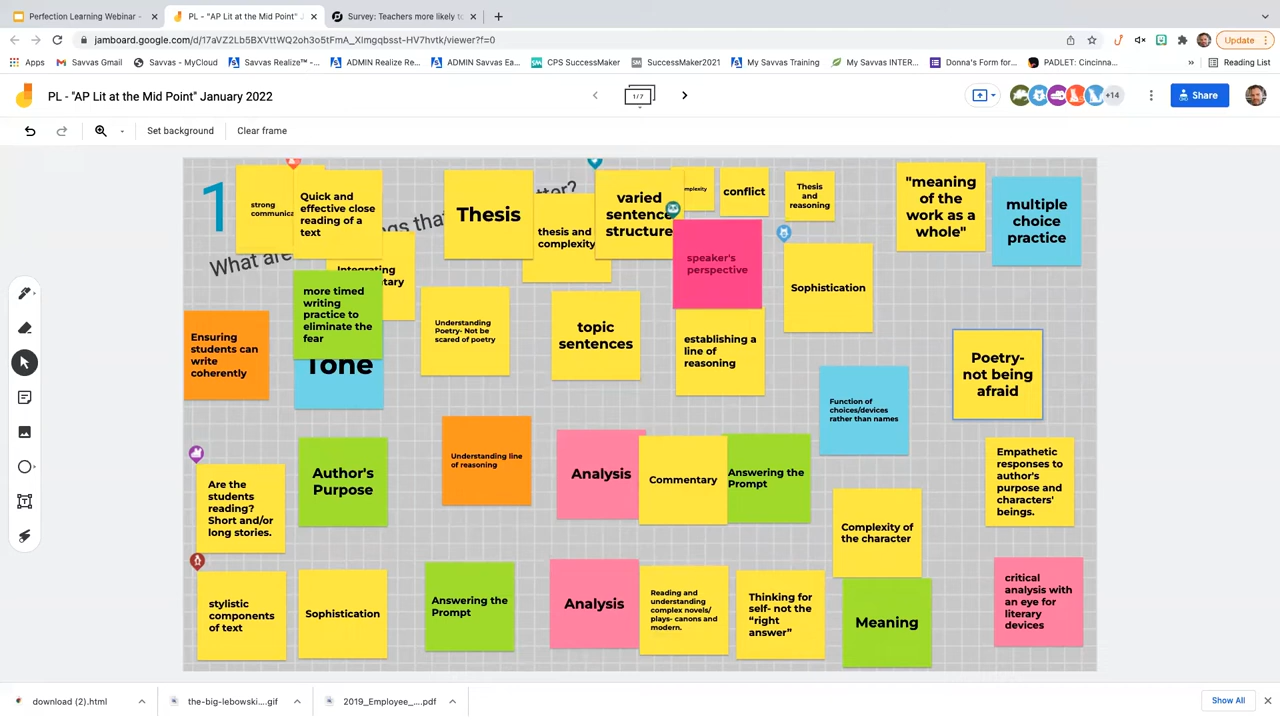 Perfection Learning Webinar -
PL - "AP Lit at the Mid Point"
Survey: Teachers more likely to
jamboard.google.com/d/17aVZ2Lb5BXVttWQ2oh3o5tFmA_XImgqbsst-HV7hvtk/viewer?f=0
Update
Apps
Savvas Gmail
Savvas - MyCloud
Savvas Realize™ -...
ADMIN Realize Re...
ADMIN Savvas Ea...
CPS SuccessMaker
SuccessMaker2021
My Savvas Training
My Savvas INTER...
Donna's Form for...
PADLET: Cincinna...
»
Reading List
PL - "AP Lit at the Mid Point" January 2022
1/7
+14
Share
Set background
Clear frame
1
What are
gs that
tter?
strong
communica
Quick and
effective close
reading of a
text
Integrating
more timed
writing
practice to
eliminate the
fear
Tone
Ensuring
students can
write
coherently
Thesis
thesis and
complexity
varied
sentence
structure
mplexity
conflict
Thesis
and
reasoning
"meaning
of the
work as a
whole"
multiple
choice
practice
speaker's
perspective
Sophistication
Understanding
Poetry- Not be
scared of poetry
topic
sentences
establishing a
line of
reasoning
Poetry-
not being
afraid
Function of
choices/devices
rather than names
Are the
students
reading?
Short and/or
long stories.
Author's
Purpose
Understanding line
of reasoning
Analysis
Commentary
Answering the
Prompt
Complexity of
the character
Empathetic
responses to
author's
purpose and
characters'
beings.
stylistic
components
of text
Sophistication
Answering the
Prompt
Analysis
Reading and
understanding
complex novels/
plays- canons and
modern.
Thinking for
self- not the
“right
answer”
Meaning
critical
analysis with
an eye for
literary
devices
download (2).html
the-big-lebowski....gif
2019_Employee_....pdf
Show All